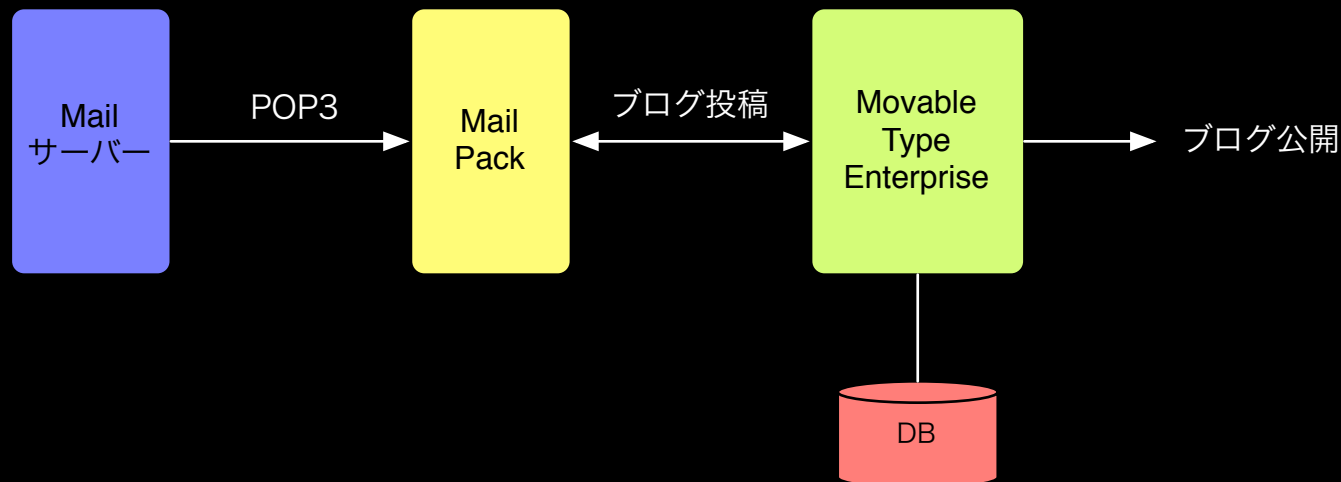 Mail
サーバー
POP3
Mail
Pack
ブログ投稿
Movable
Type
Enterprise
ブログ公開
DB